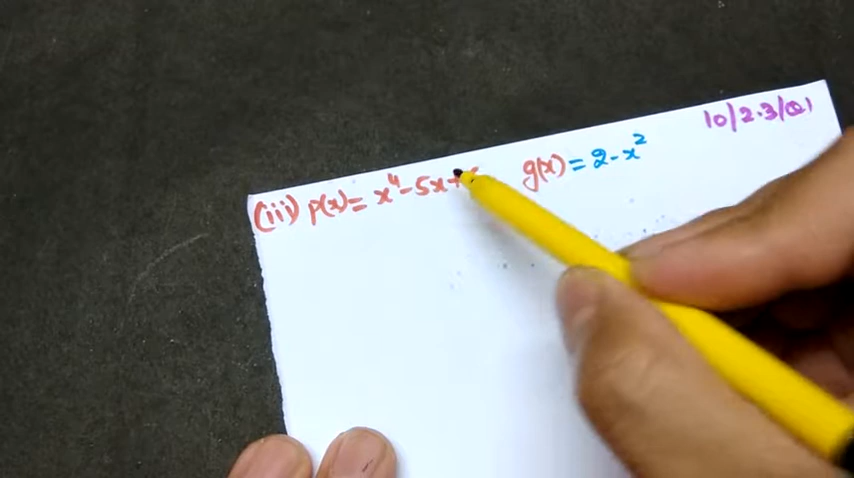 10/2.3/Q1
(iii) p(x) = x⁴ - 5x + g(x) = 2 - x²